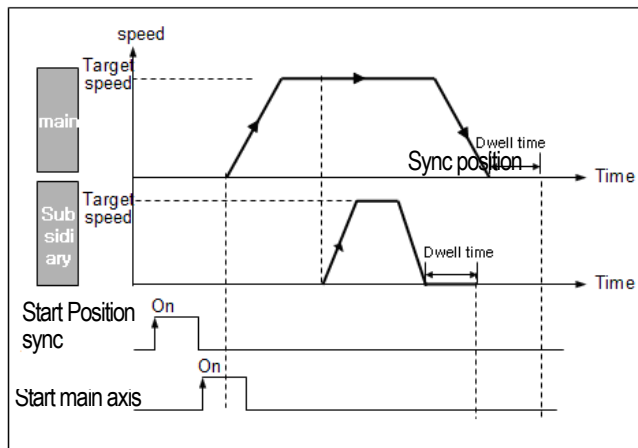 speed
Target
speed
main
Dwell time
Sync position
Time
Target
speed
Sub
sidi
ary
Dwell time
Time
Start Position
sync
On
On
Start main axis